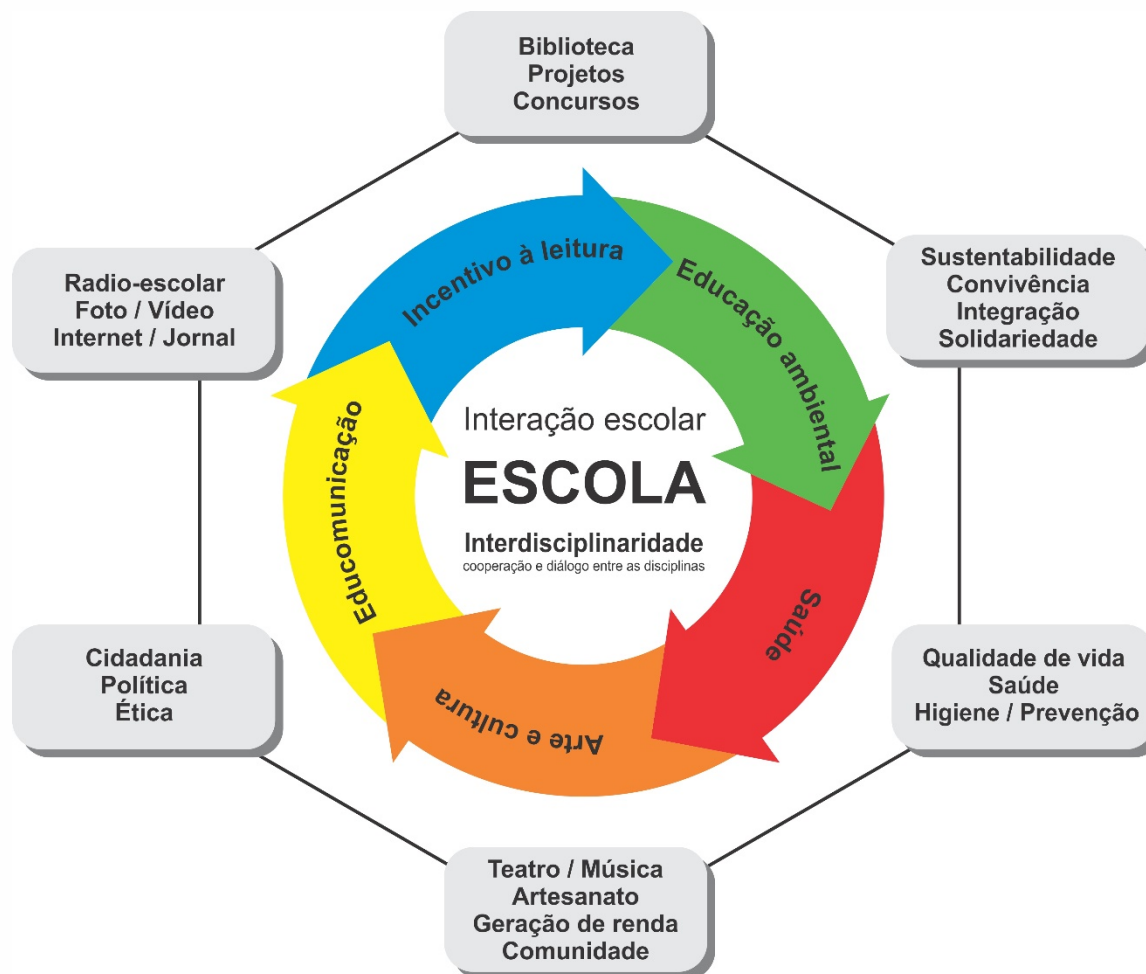 Biblioteca
Projetos
Concursos
Radio-escolar
Foto / Vídeo
Internet / Jornal
Sustentabilidade
Convivência
Integração
Solidariedade
Incentivo à leitura
Educação ambiental
Saúde
Arte e cultura
Educomunicação
Interação escolar
ESCOLA
Interdisciplinaridade
cooperação e diálogo entre as disciplinas
Cidadania
Política
Ética
Qualidade de vida
Saúde
Higiene / Prevenção
Teatro / Música
Artesanato
Geração de renda
Comunidade